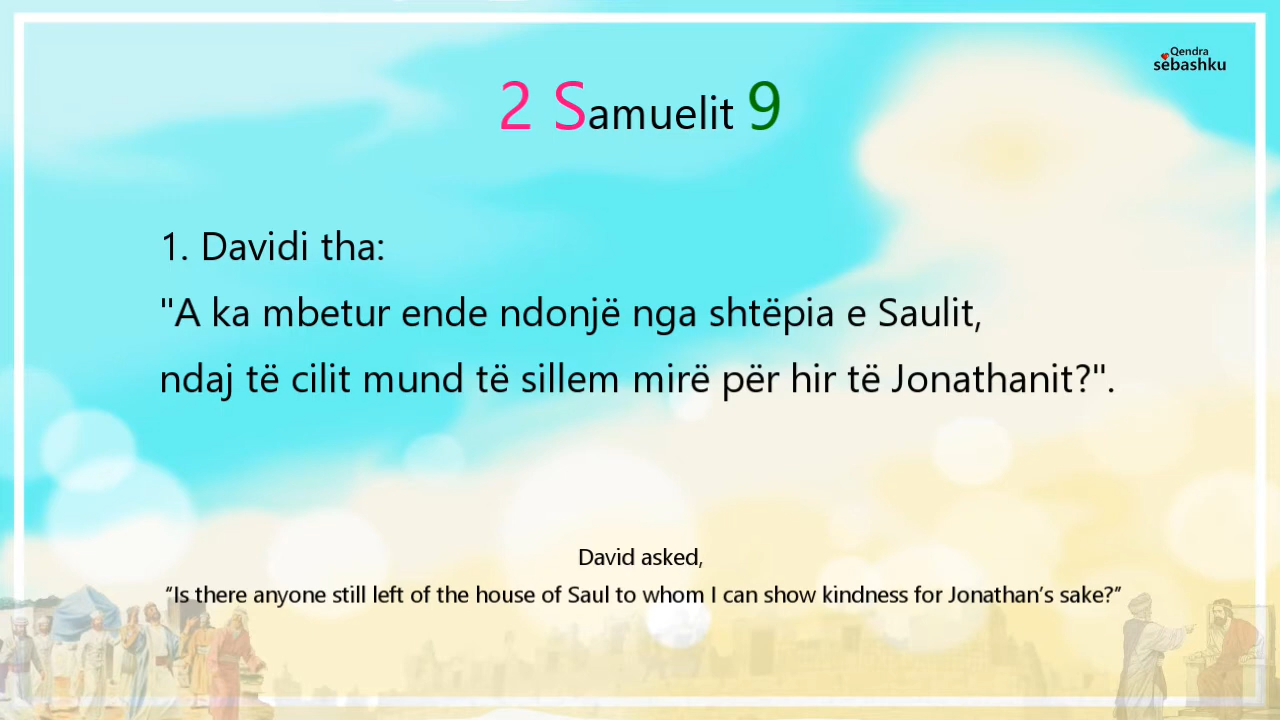 Qendra
sëbashku
2 Samuelit 9
1. Davidi tha:
"A ka mbetur ende ndonjë nga shtëpia e Saulit,
ndaj të cilit mund të sillem mirë për hir të Jonathanit?".
David asked,
“Is there anyone still left of the house of Saul to whom I can show kindness for Jonathan’s sake?”